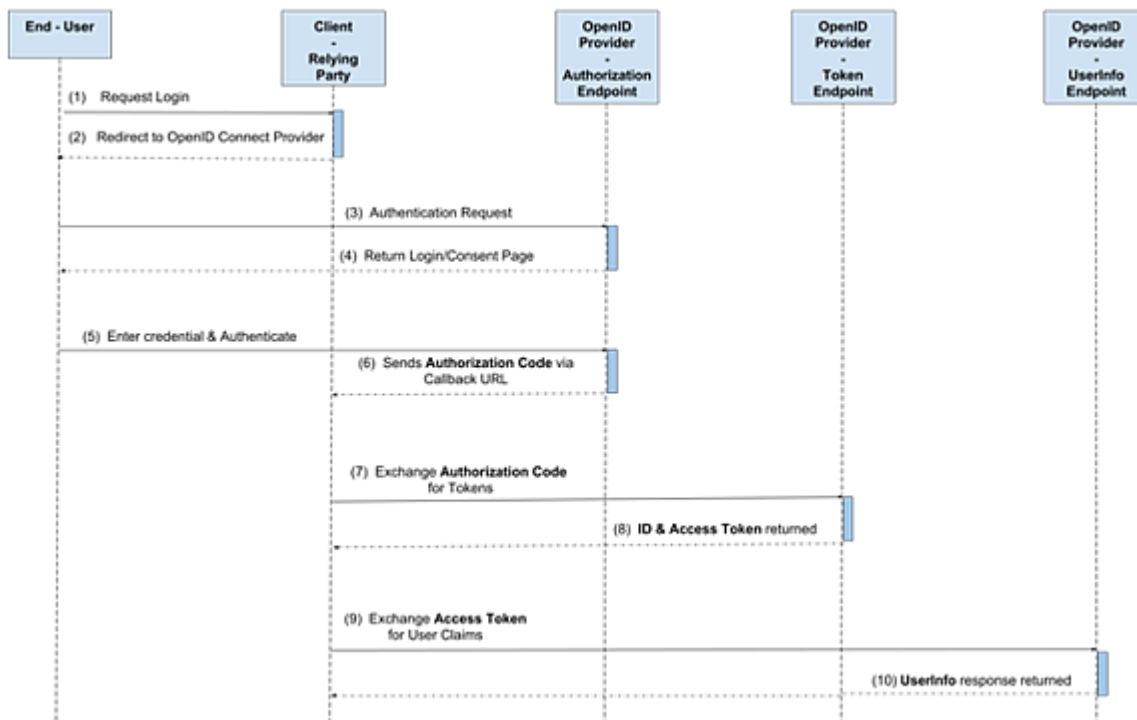 End - User
Client
-
Relying
Party
OpenID
Provider
-
Authorization
Endpoint
OpenID
Provider
-
Token
Endpoint
OpenID
Provider
-
UserInfo
Endpoint
(1) Request Login
(2) Redirect to OpenID Connect Provider
(3) Authentication Request
(4) Return Login/Consent Page
(5) Enter credential & Authenticate
(6) Sends Authorization Code via
Callback URL
(7) Exchange Authorization Code
for Tokens
(8) ID & Access Token returned
(9) Exchange Access Token
for User Claims
(10) UserInfo response returned